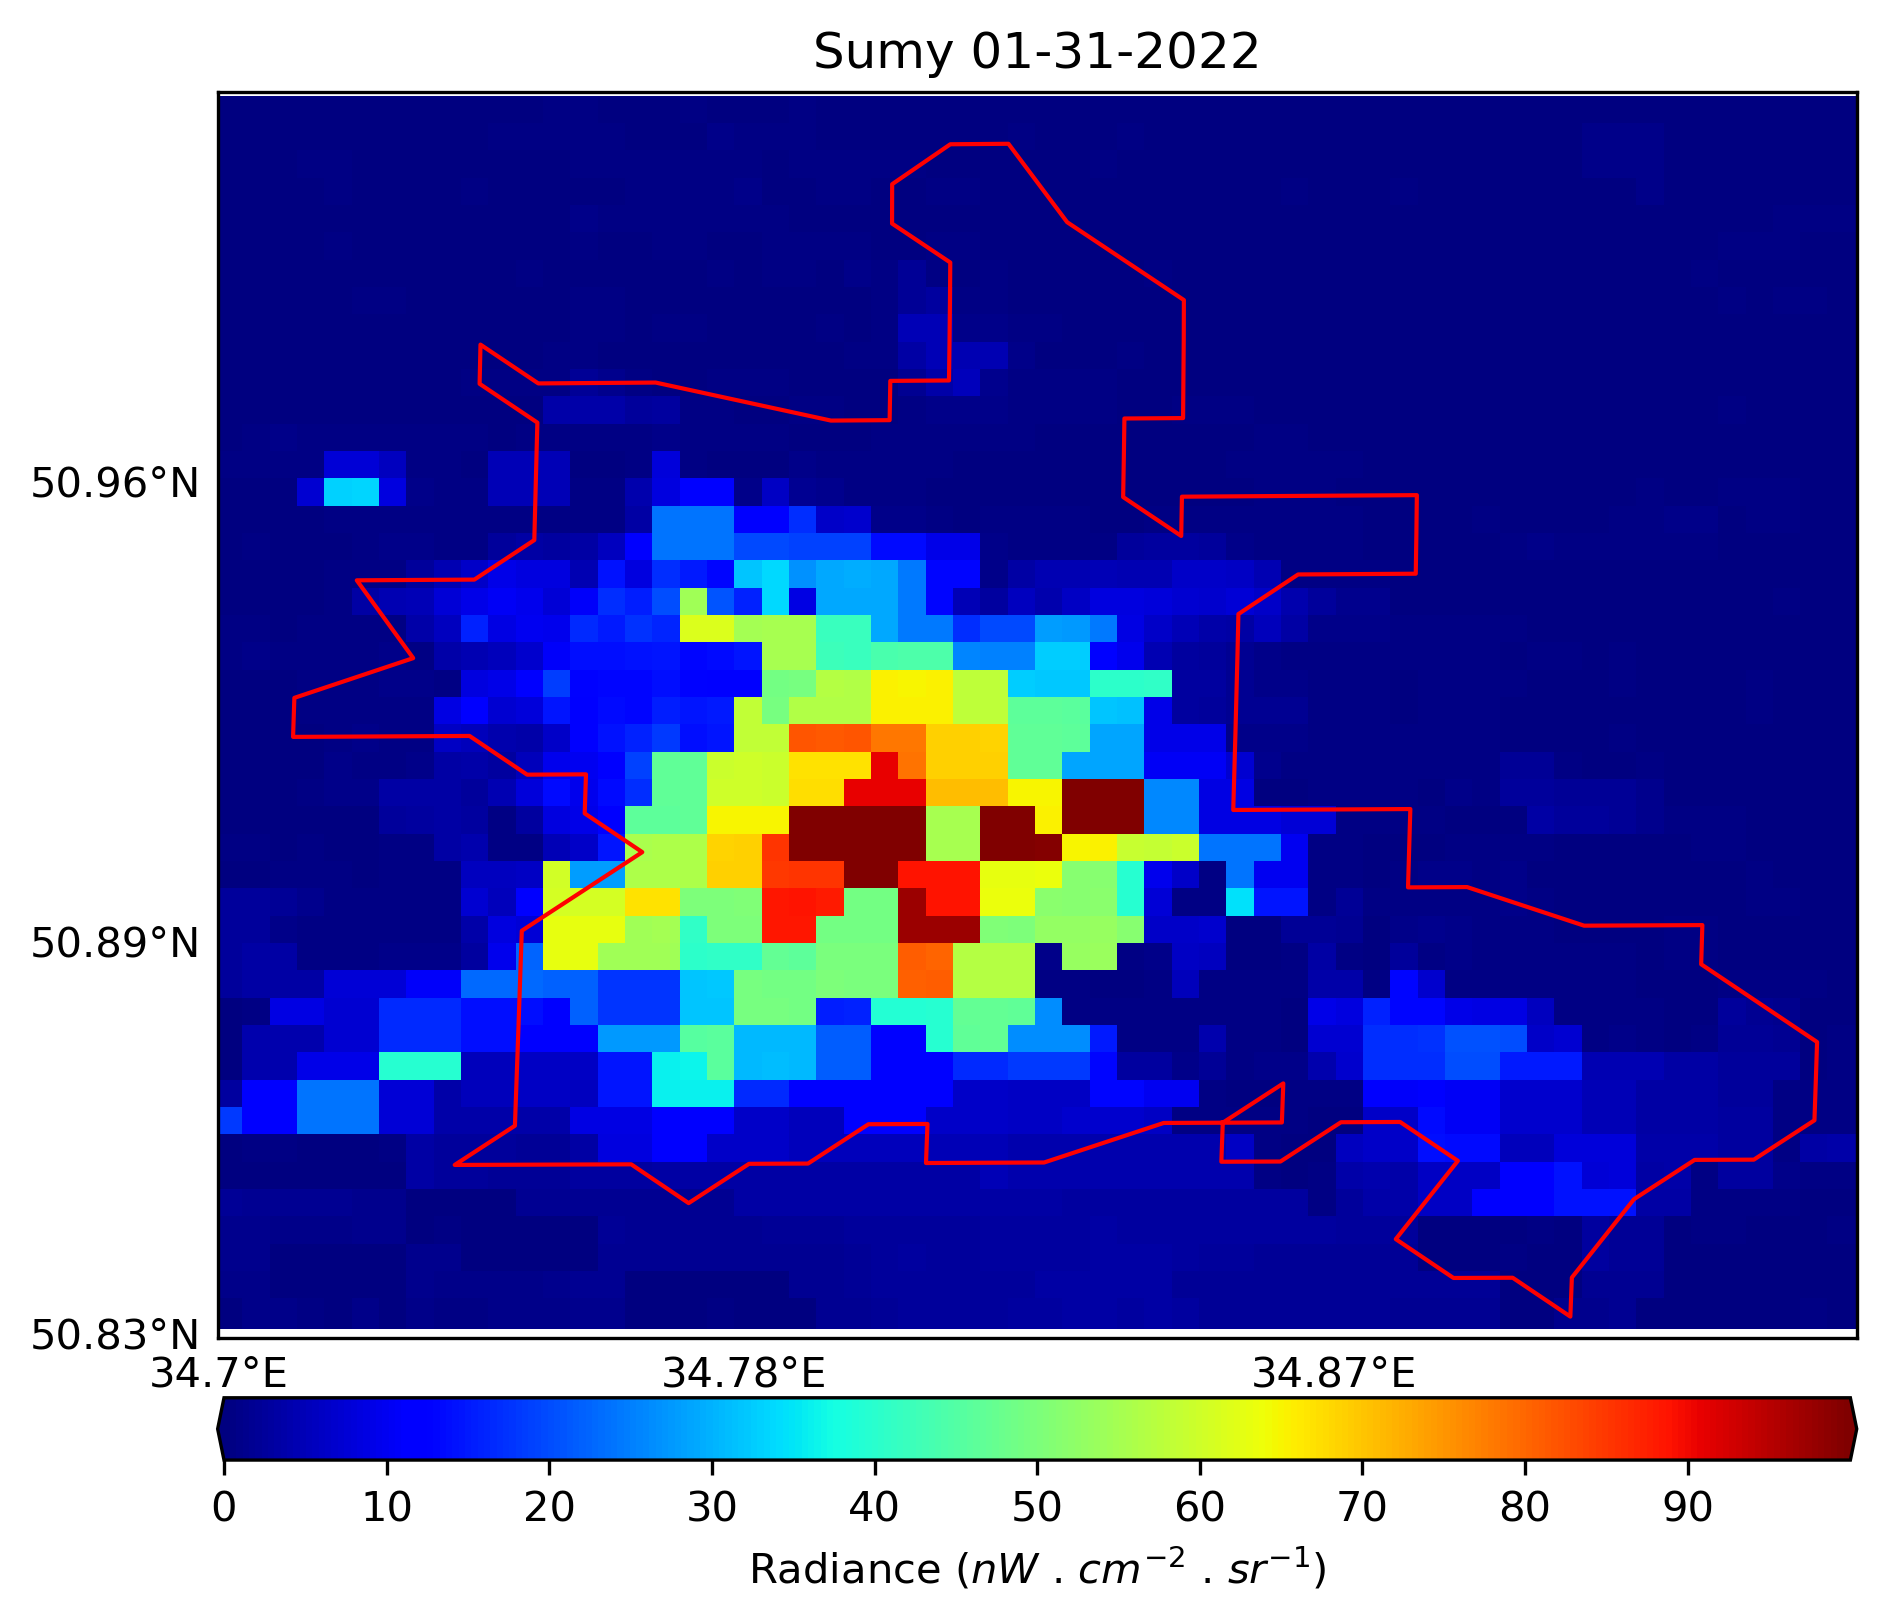 Sumy 01-31-2022
50.96°N
50.89°N
50.83°N
34.7°E 34.78°E 34.87°E
0 10 20 30 40 50 60 70 80 90
Radiance (nW . cm⁻² . sr⁻¹)